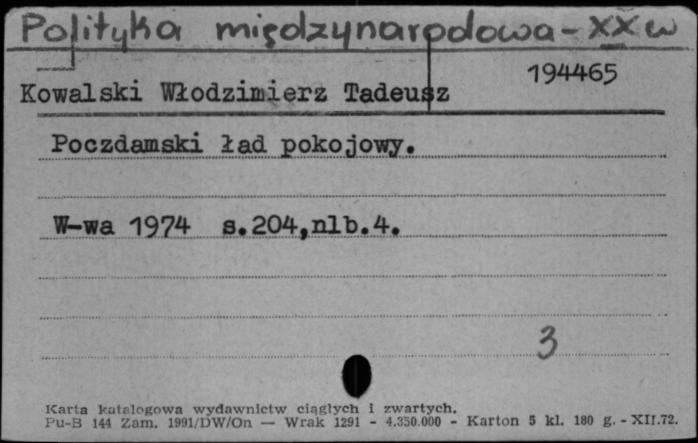 Polityka międzynarodowa - XX w
194465
Kowalski Włodzimierz Tadeusz
Poczdamski ład pokojowy.
W-wa 1974 s.204,nlb.4.
3
Karta katalogowa wydawnictw ciągłych i zwartych.
Pu-B 144 Zam. 1991/DW/On — Wrak 1291 - 4.350.000 - Karton 5 kl. 180 g. - XII.72.